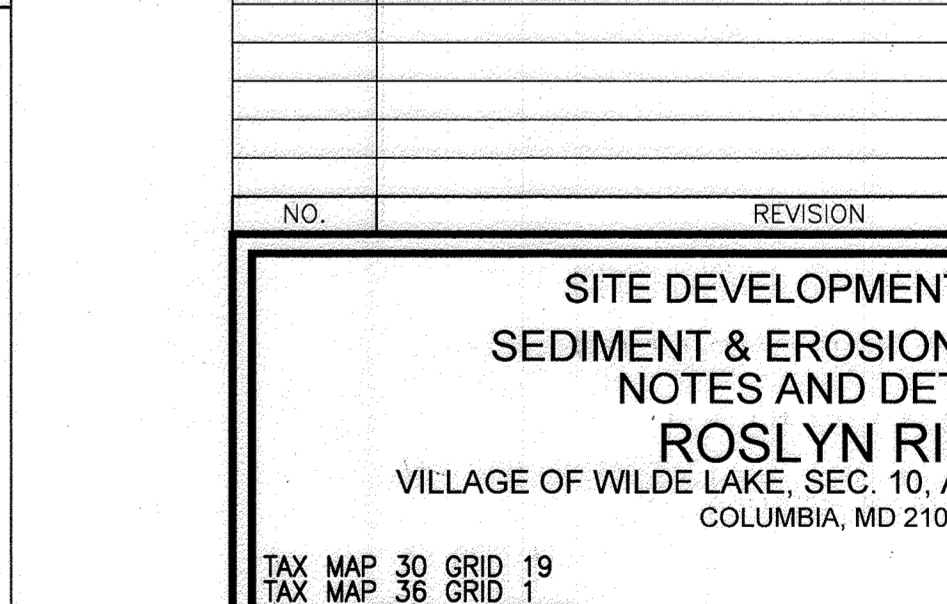 NO. REVISION
SITE DEVELOPMENT
SEDIMENT & EROSION
NOTES AND DET
ROSLYN RI
VILLAGE OF WILDE LAKE, SEC. 10, A
COLUMBIA, MD 210
TAX MAP 30 GRID 19
TAX MAP 36 GRID 1